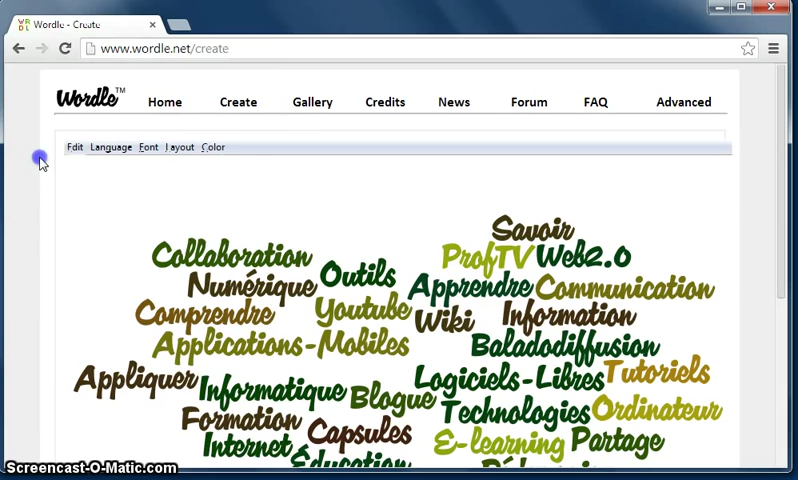 Wordle - Create
www.wordle.net/create
Wordle™ Home Create Gallery Credits News Forum FAQ Advanced
Edit Language Font Layout Color
Savoir
Collaboration ProfTV Web2.0
Numérique Outils Apprendre Communication
Comprendre Youtube Wiki Information
Applications-Mobiles Baladodiffusion
Appliquer Informatique Blogue Logiciels-Libres Tutoriels
Formation Capsules Technologies Ordinateur
Internet Éducation E-learning Partage
Screencast-O-Matic.com